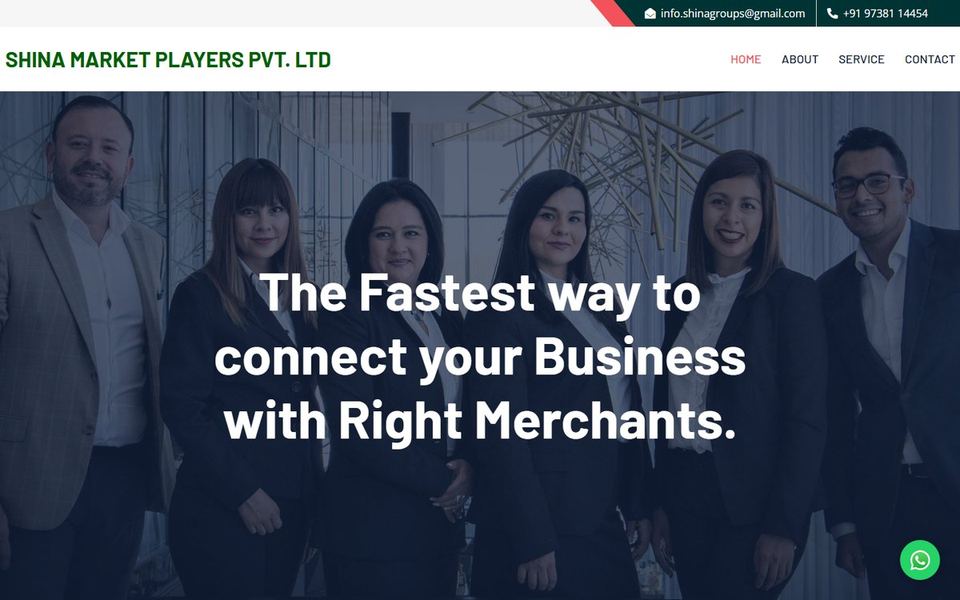 info.shinagroups@gmail.com
+91 97381 14454
SHINA MARKET PLAYERS PVT. LTD
HOME
ABOUT
SERVICE
CONTACT
The Fastest way to
connect your Business
with Right Merchants.